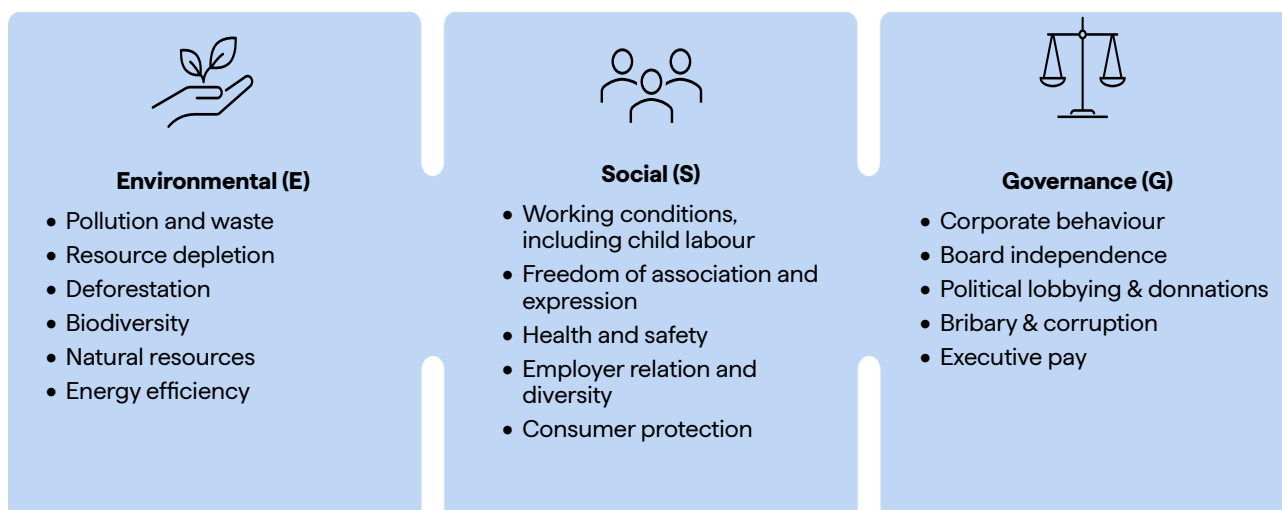 Environmental (E)
• Pollution and waste
• Resource depletion
• Deforestation
• Biodiversity
• Natural resources
• Energy efficiency
Social (S)
• Working conditions,
including child labour
• Freedom of association and
expression
• Health and safety
• Employer relation and
diversity
• Consumer protection
Governance (G)
• Corporate behaviour
• Board independence
• Political lobbying & donnations
• Bribary & corruption
• Executive pay